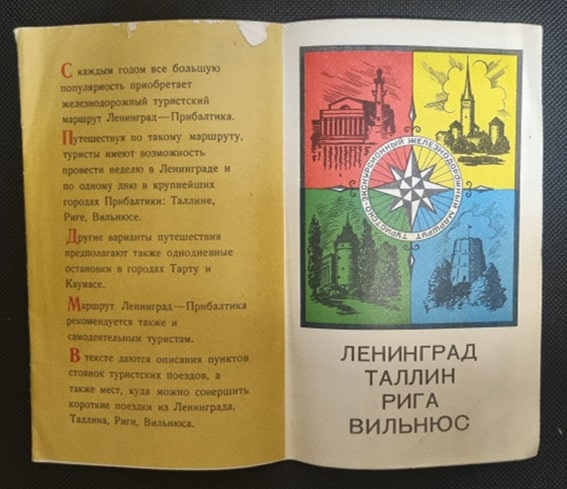 С каждым годом все большую
популярность приобретает
железнодорожный туристский
маршрут Ленинград—Прибалтика.
Путешествуя по такому маршруту,
туристы имеют возможность
провести неделю в Ленинграде и
по одному дню в крупнейших
городах Прибалтики: Таллине,
Риге, Вильнюсе.
Другие варианты путешествия
предполагают также однодневные
остановки в городах Тарту и
Каунасе.
Маршрут Ленинград—Прибалтика
рекомендуется также и
самодеятельным туристам.
В тексте даются описания пунктов
стоянок туристских поездов, а
также мест, куда можно совершить
короткие поездки из Ленинграда,
Таллина, Риги, Вильнюса.
ТУРИСТСКО-ЭКСКУРСИОННЫЙ ЖЕЛЕЗНОДОРОЖНЫЙ МАРШРУТ
ЛЕНИНГРАД
ТАЛЛИН
РИГА
ВИЛЬНЮС